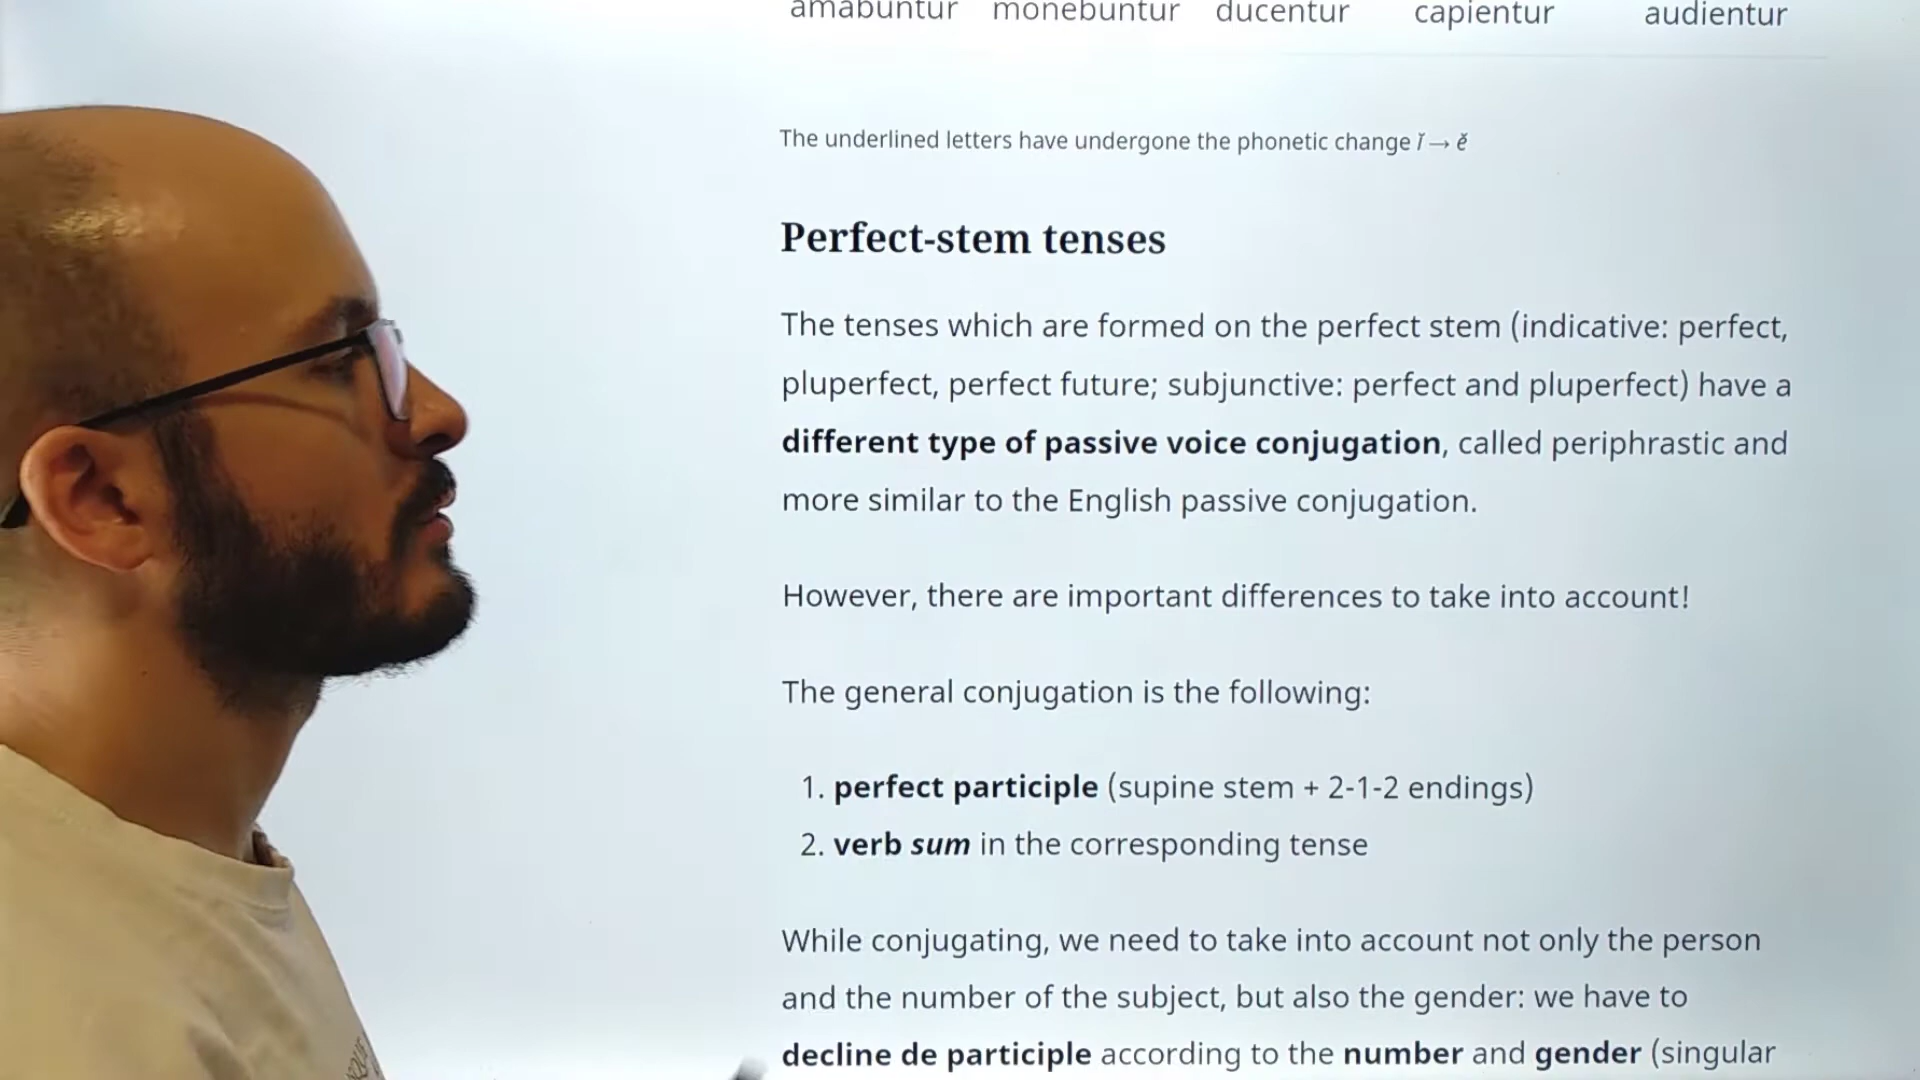 amabuntur monebuntur ducentur capientur audientur
The underlined letters have undergone the phonetic change ĭ → ĕ
Perfect-stem tenses
The tenses which are formed on the perfect stem (indicative: perfect,
pluperfect, perfect future; subjunctive: perfect and pluperfect) have a
different type of passive voice conjugation, called periphrastic and
more similar to the English passive conjugation.
However, there are important differences to take into account!
The general conjugation is the following:
1. perfect participle (supine stem + 2-1-2 endings)
2. verb sum in the corresponding tense
While conjugating, we need to take into account not only the person
and the number of the subject, but also the gender: we have to
decline de participle according to the number and gender (singular